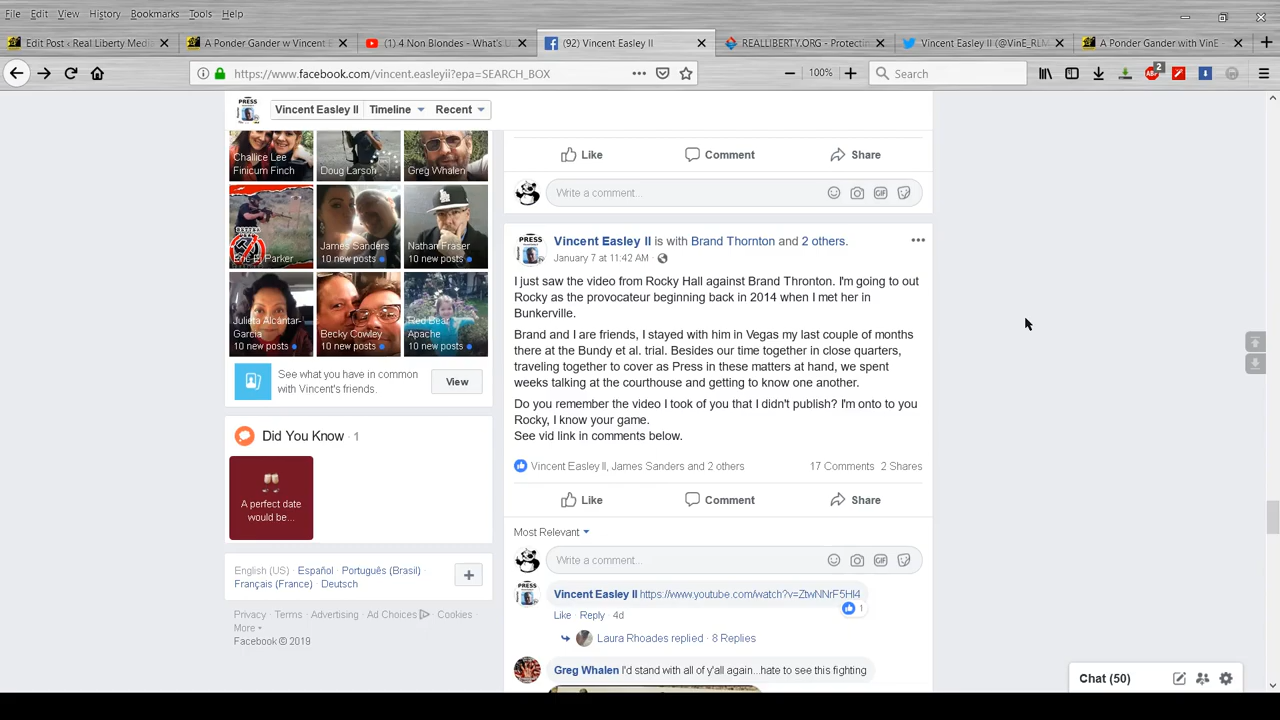 File Edit View History Bookmarks Tools Help
Edit Post ‹ Real Liberty Media
A Ponder Gander w Vincent E
(1) 4 Non Blondes - What's U
(92) Vincent Easley II
REALLIBERTY.ORG - Protectin
Vincent Easley II (@VinE_RLM
A Ponder Gander with VinE -
https://www.facebook.com/vincent.easleyii?epa=SEARCH_BOX
100%
Search
ABP
2
PRESS
Vincent Easley II Timeline Recent
Challice Lee Finicum Finch
Doug Larson
Greg Whalen
Eric Ej Parker
James Sanders
10 new posts
Nathan Fraser
10 new posts
Julieta Alcantar-Garcia
10 new posts
Becky Cowley
10 new posts
Red Bear Apache
10 new posts
See what you have in common
with Vincent's friends.
View
Did You Know · 1
A perfect date
would be...
English (US) · Español · Português (Brasil) ·
Français (France) · Deutsch
Privacy · Terms · Advertising · Ad Choices · Cookies ·
More
Facebook © 2019
Like Comment Share
Write a comment...
GIF
PRESS
Vincent Easley II is with Brand Thornton and 2 others.
January 7 at 11:42 AM ·
I just saw the video from Rocky Hall against Brand Thronton. I'm going to out
Rocky as the provocateur beginning back in 2014 when I met her in
Bunkerville.
Brand and I are friends, I stayed with him in Vegas my last couple of months
there at the Bundy et al. trial. Besides our time together in close quarters,
traveling together to cover as Press in these matters at hand, we spent
weeks talking at the courthouse and getting to know one another.
Do you remember the video I took of you that I didn't publish? I'm onto to you
Rocky, I know your game.
See vid link in comments below.
Vincent Easley II, James Sanders and 2 others
17 Comments 2 Shares
Like Comment Share
Most Relevant
Write a comment...
GIF
PRESS
Vincent Easley II https://www.youtube.com/watch?v=ZtwNNrF5Hl4
1
Like · Reply · 4d
Laura Rhoades replied · 8 Replies
Greg Whalen I'd stand with all of y'all again...hate to see this fighting
Chat (50)